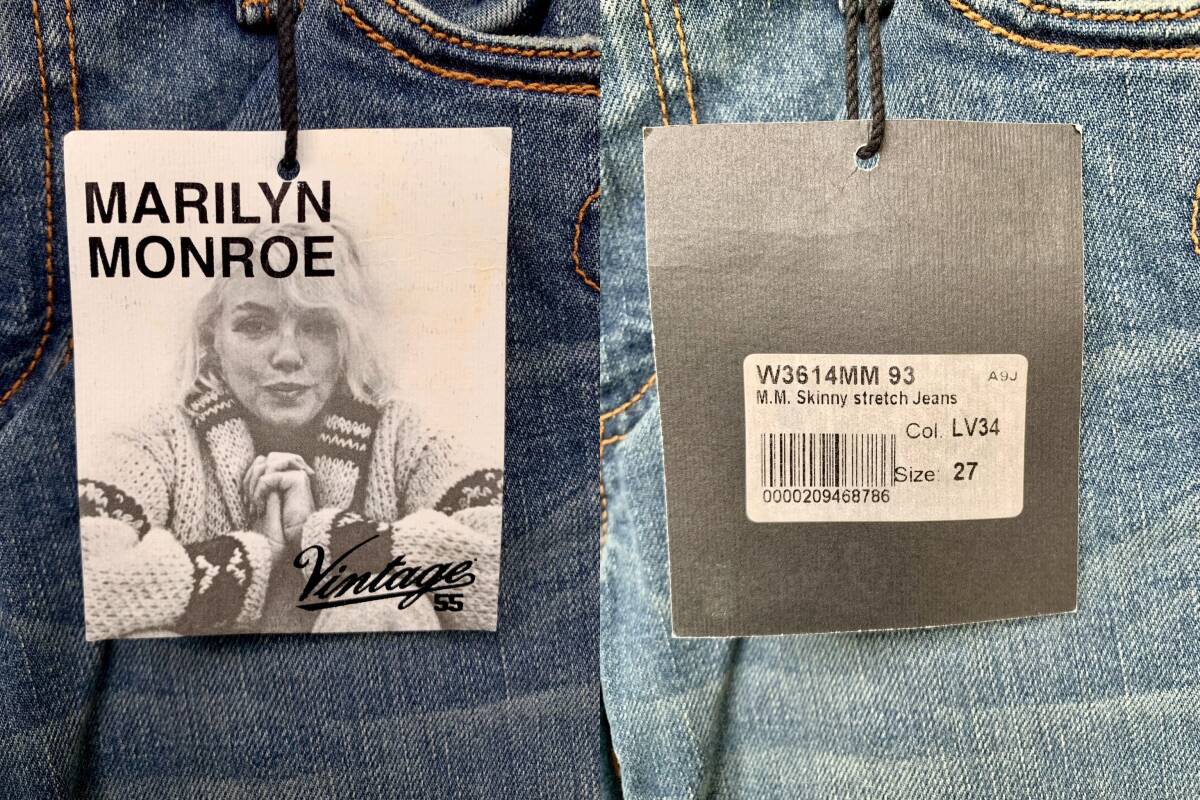 MARILYN
MONROE
Vintage
55
W3614MM 93 A9J
M.M. Skinny stretch Jeans
Col. LV34
Size: 27
0000209468786